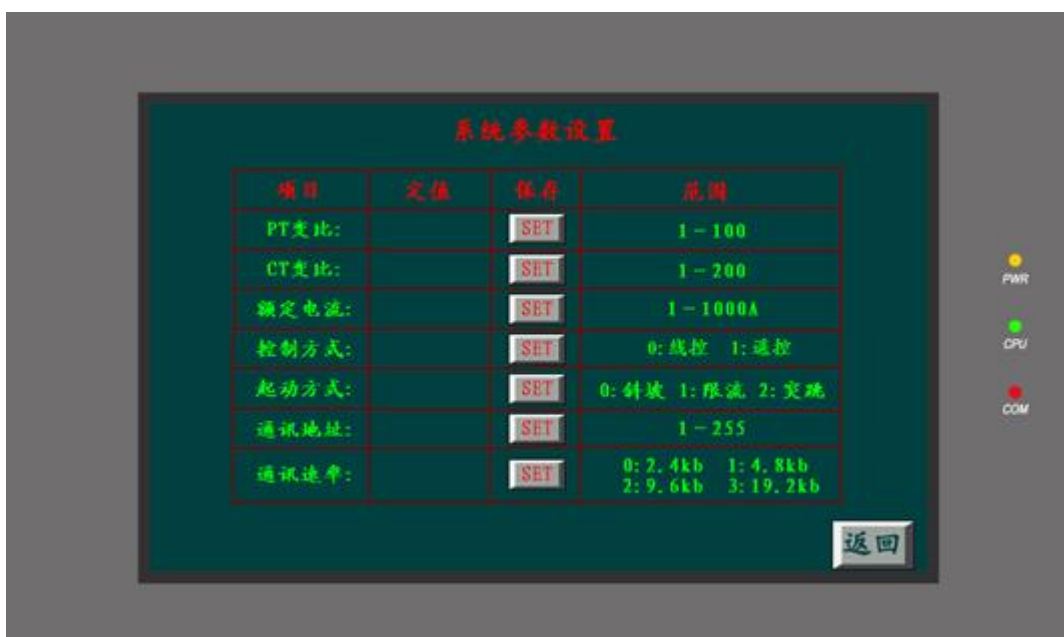 系统参数设置
项目 定值 保存 范围
PT变比: SET 1-100
CT变比: SET 1-200
额定电流: SET 1-1000A
控制方式: SET 0:线控 1:遥控
起动方式: SET 0:斜坡 1:限流 2:突跳
通讯地址: SET 1-255
通讯速率: SET 0:2.4kb 1:4.8kb
2:9.6kb 3:19.2kb
返回
PWR
CPU
COM